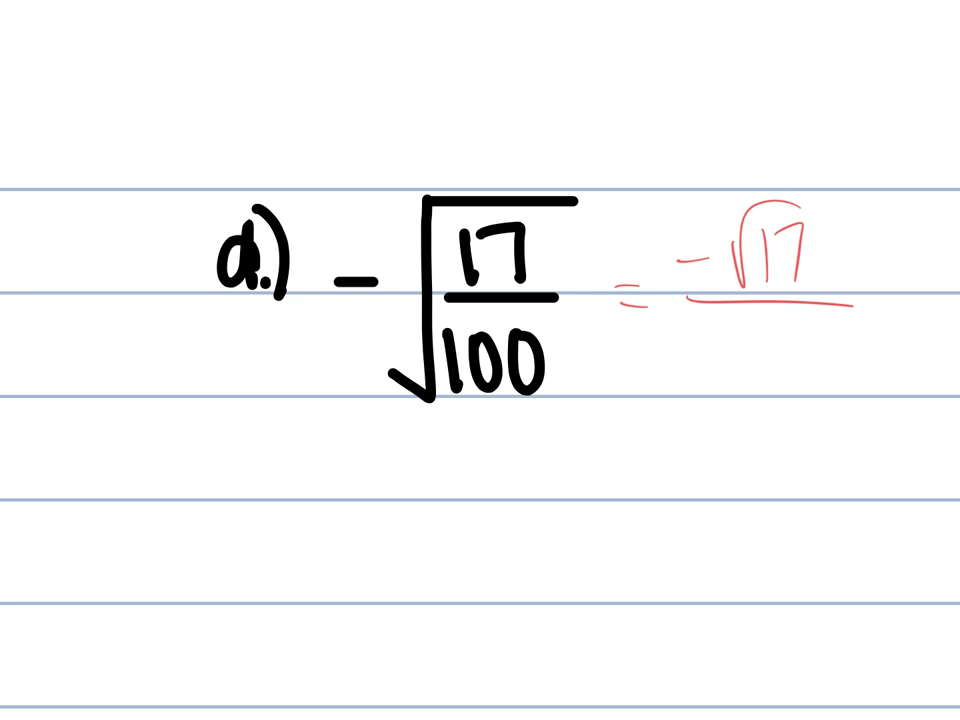 d.) -√(17/100) = -√17/